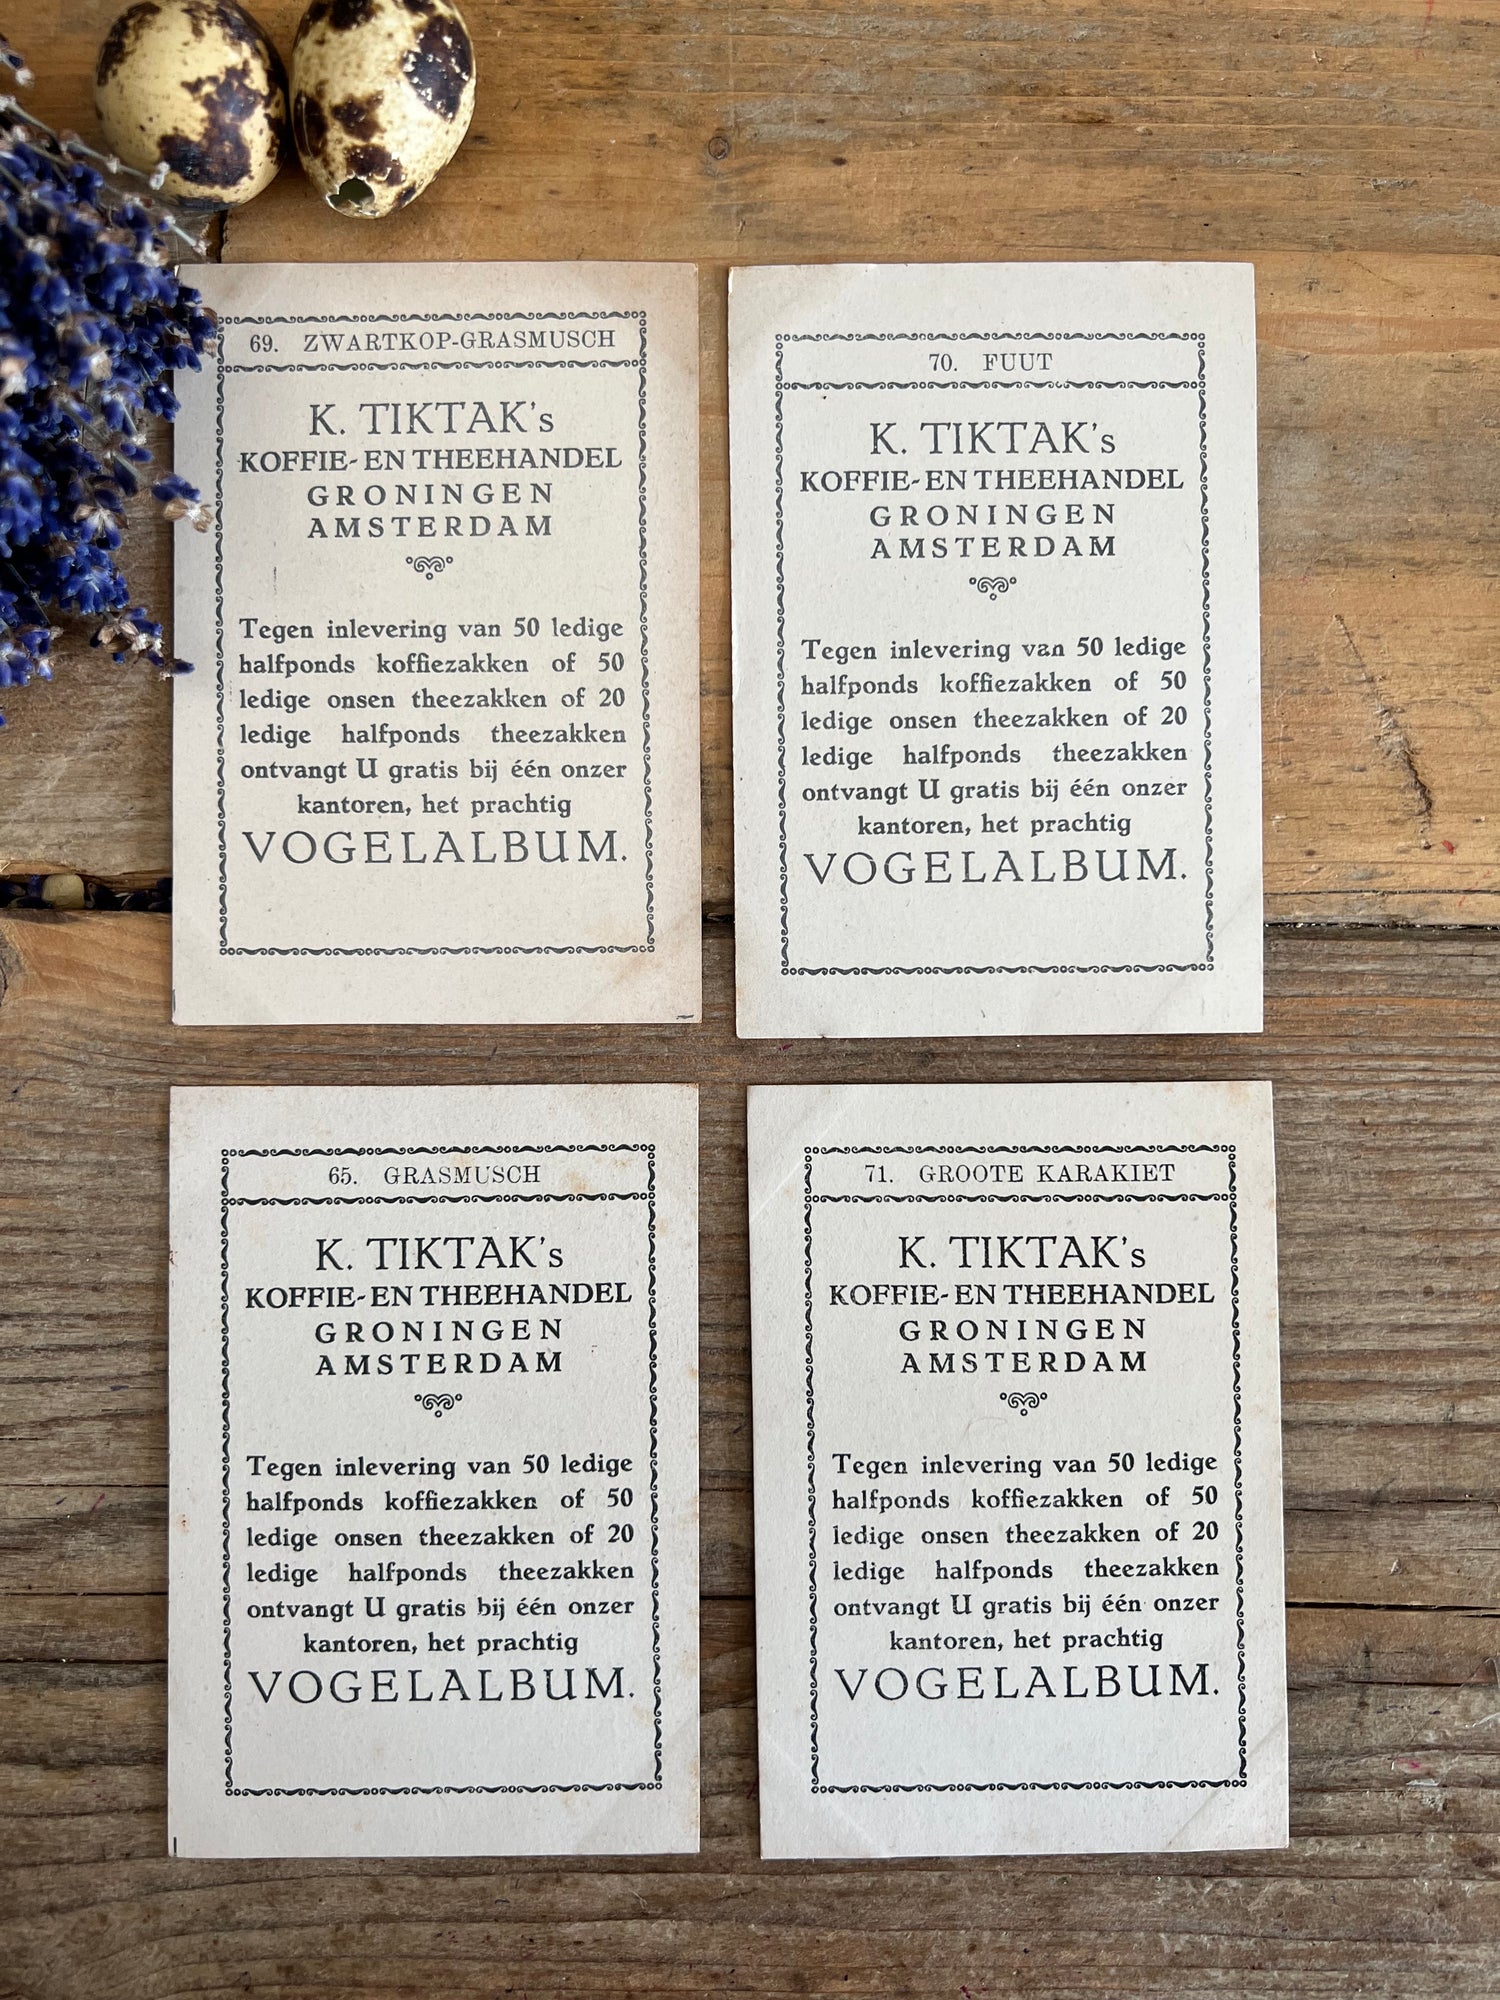 69. ZWARTKOP-GRASMUSCH
K. TIKTAK's
KOFFIE- EN THEEHANDEL
GRONINGEN
AMSTERDAM
Tegen inlevering van 50 ledige
halfponds koffiezakken of 50
ledige onsen theezakken of 20
ledige halfponds theezakken
ontvangt U gratis bij één onzer
kantoren, het prachtig
VOGELALBUM.
70. FUUT
K. TIKTAK's
KOFFIE- EN THEEHANDEL
GRONINGEN
AMSTERDAM
Tegen inlevering van 50 ledige
halfponds koffiezakken of 50
ledige onsen theezakken of 20
ledige halfponds theezakken
ontvangt U gratis bij één onzer
kantoren, het prachtig
VOGELALBUM.
65. GRASMUSCH
K. TIKTAK's
KOFFIE- EN THEEHANDEL
GRONINGEN
AMSTERDAM
Tegen inlevering van 50 ledige
halfponds koffiezakken of 50
ledige onsen theezakken of 20
ledige halfponds theezakken
ontvangt U gratis bij één onzer
kantoren, het prachtig
VOGELALBUM.
71. GROOTE KARAKIET
K. TIKTAK's
KOFFIE- EN THEEHANDEL
GRONINGEN
AMSTERDAM
Tegen inlevering van 50 ledige
halfponds koffiezakken of 50
ledige onsen theezakken of 20
ledige halfponds theezakken
ontvangt U gratis bij één onzer
kantoren, het prachtig
VOGELALBUM.